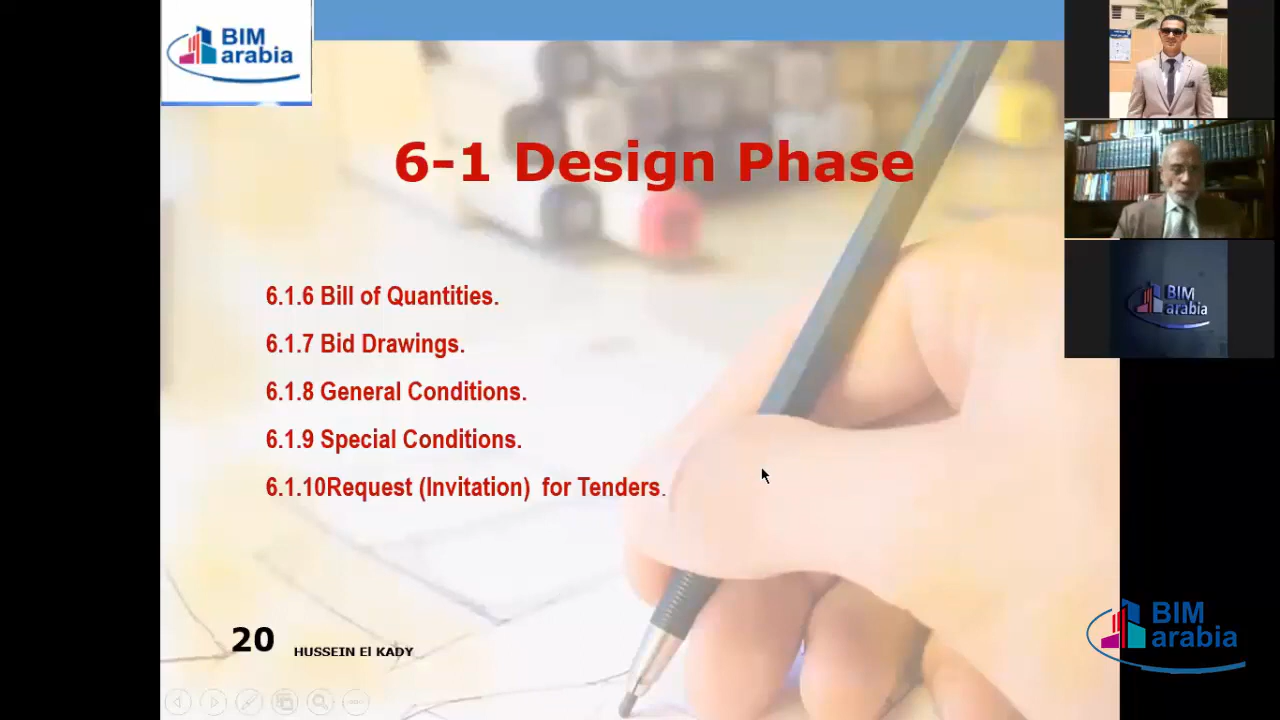 BIM
arabia
6-1 Design Phase
6.1.6 Bill of Quantities.
6.1.7 Bid Drawings.
6.1.8 General Conditions.
6.1.9 Special Conditions.
6.1.10Request (Invitation) for Tenders.
20
HUSSEIN El KADY
BIM
arabia
BIM
arabia